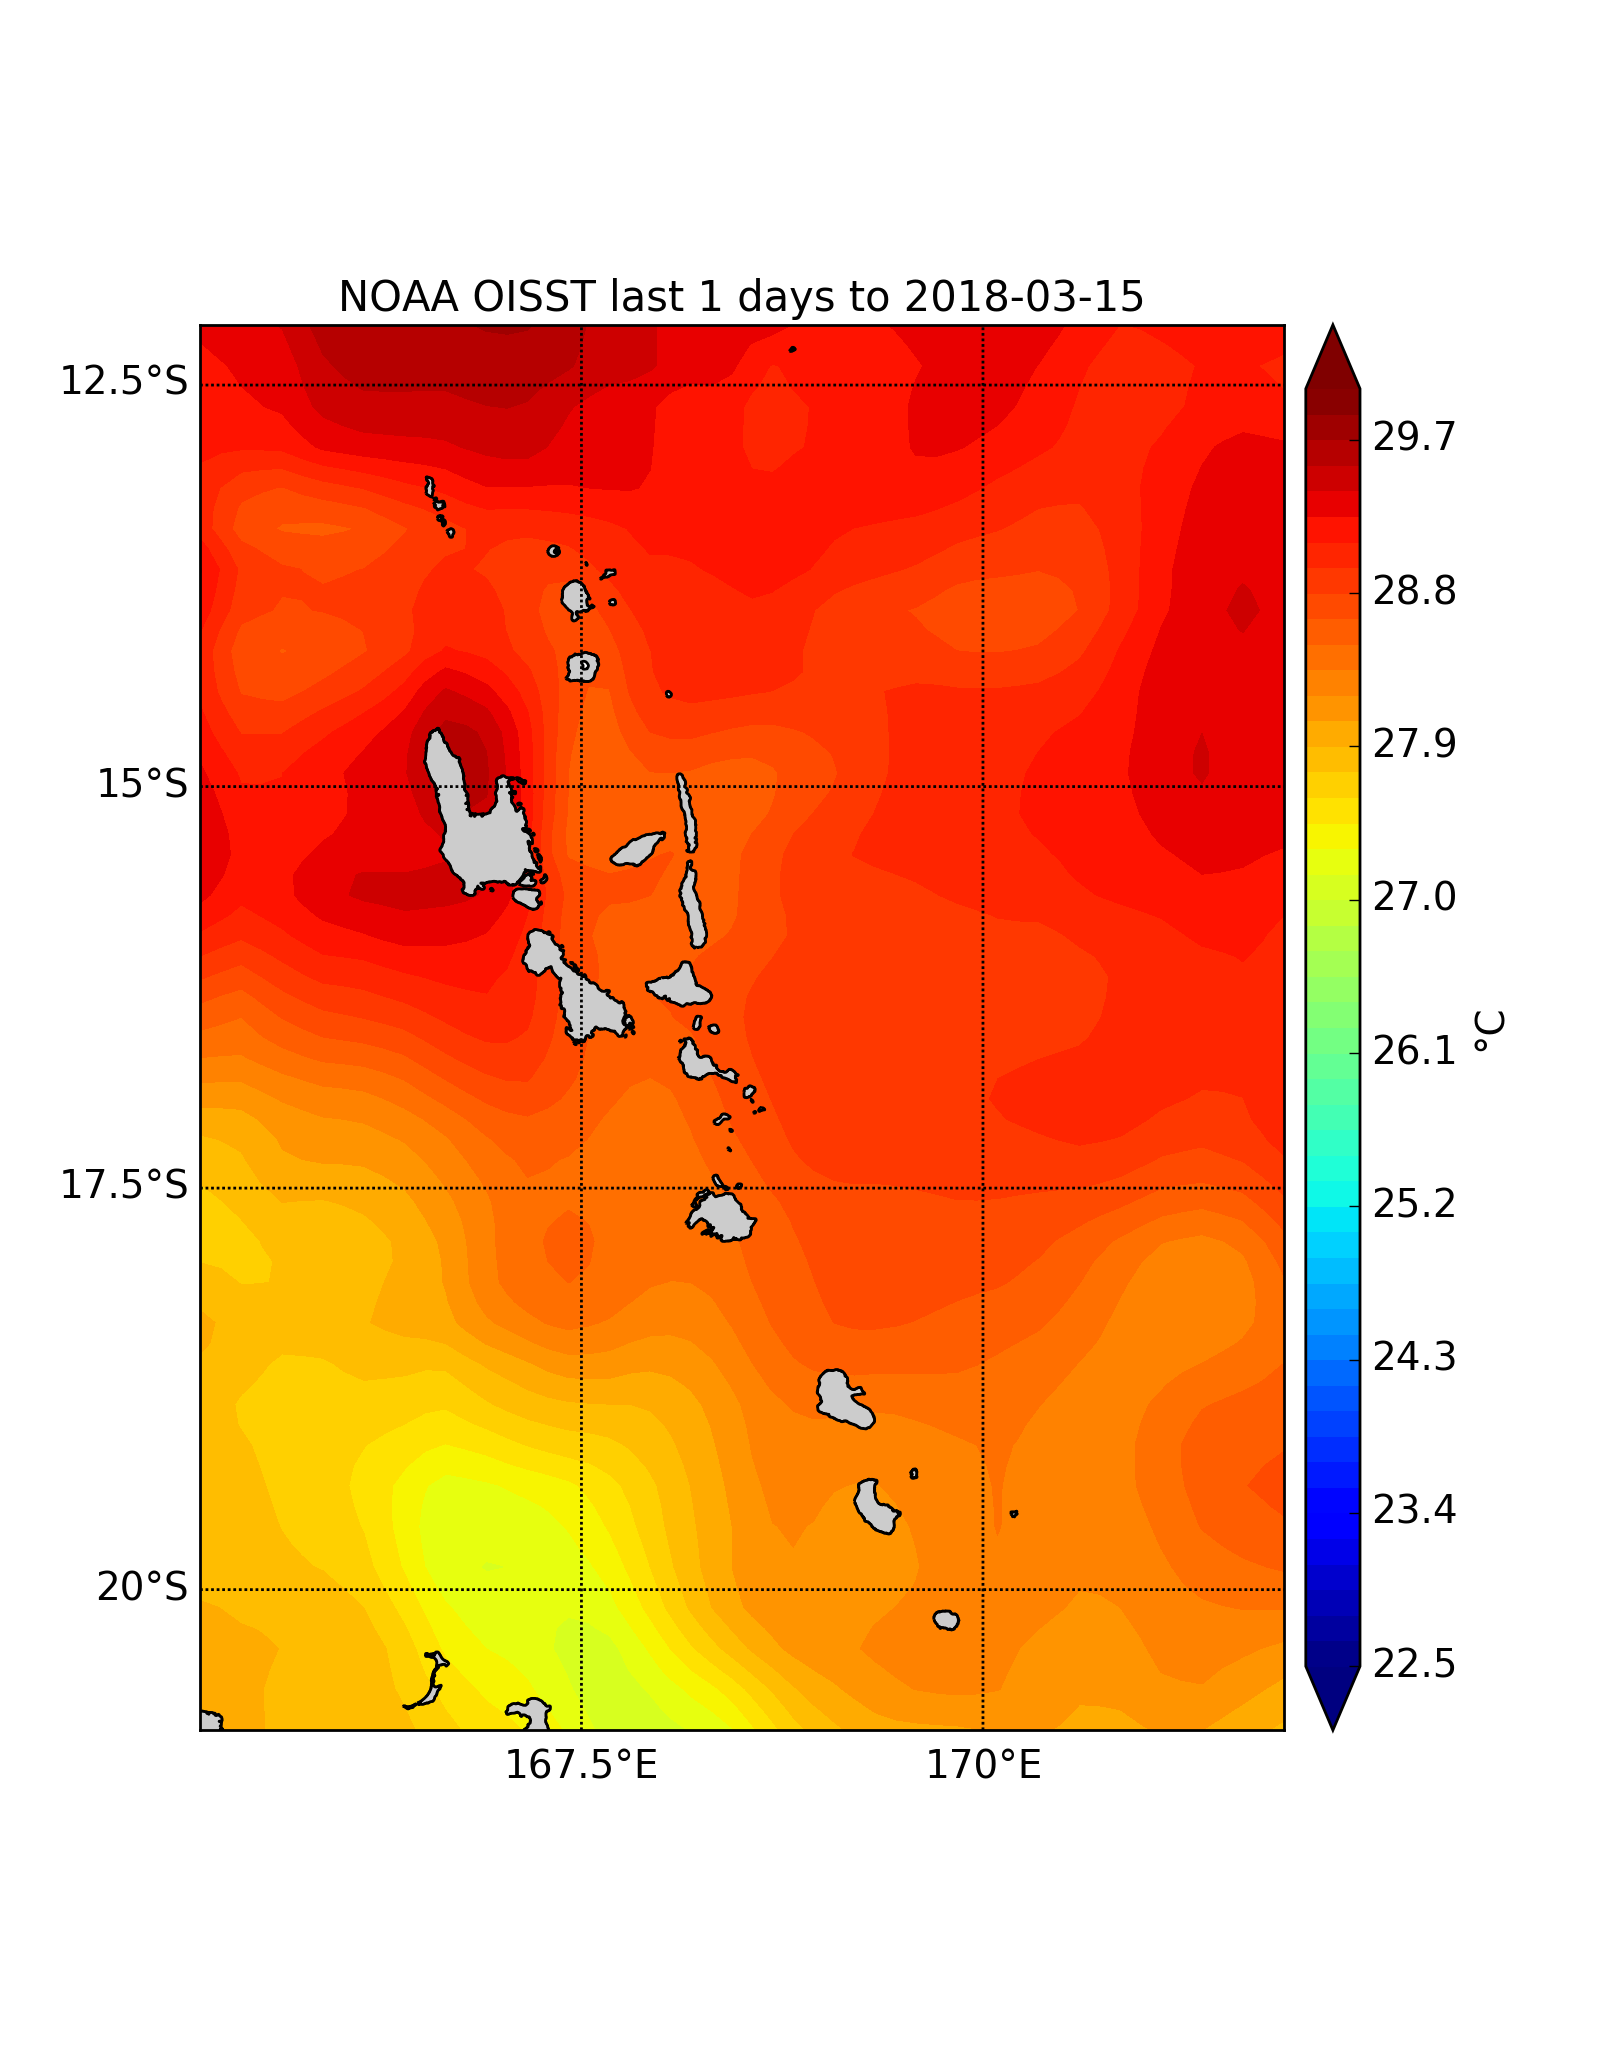 NOAA OISST last 1 days to 2018-03-15
12.5°S
15°S
17.5°S
20°S
167.5°E
170°E
29.7
28.8
27.9
27.0
26.1
25.2
24.3
23.4
22.5
°C